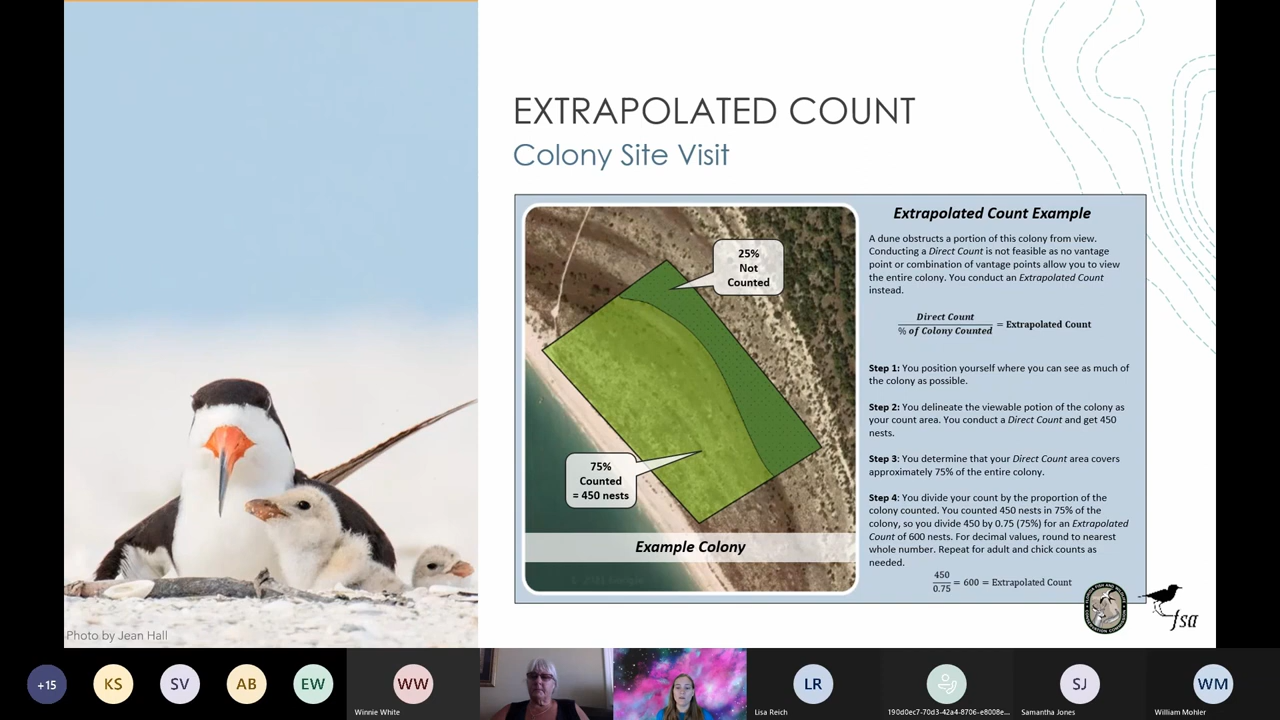 EXTRAPOLATED COUNT
Colony Site Visit
25%
Not
Counted
75%
Counted
= 450 nests
Example Colony
Extrapolated Count Example
A dune obstructs a portion of this colony from view.
Conducting a Direct Count is not feasible as no vantage
point or combination of vantage points allow you to view
the entire colony. You conduct an Extrapolated Count
instead.
Direct Count
% of Colony Counted = Extrapolated Count
Step 1: You position yourself where you can see as much of
the colony as possible.
Step 2: You delineate the viewable potion of the colony as
your count area. You conduct a Direct Count and get 450
nests.
Step 3: You determine that your Direct Count area covers
approximately 75% of the entire colony.
Step 4: You divide your count by the proportion of the
colony counted. You counted 450 nests in 75% of the
colony, so you divide 450 by 0.75 (75%) for an Extrapolated
Count of 600 nests. For decimal values, round to nearest
whole number. Repeat for adult and chick counts as
needed.
450
0.75 = 600 = Extrapolated Count
fsa
Photo by Jean Hall
+15
KS
SV
AB
EW
WW
LR
SJ
WM
Winnie White
Lisa Reich
190d0ec7-70d3-42a4-8706-e8008e...
Samantha Jones
William Mohler